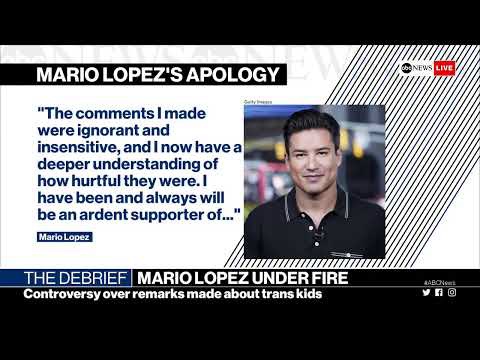 abc NEWS LIVE
MARIO LOPEZ'S APOLOGY
Getty Images
"The comments I made
were ignorant and
insensitive, and I now have a
deeper understanding of
how hurtful they were. I
have been and always will
be an ardent supporter of..."
Mario Lopez
THE DEBRIEF MARIO LOPEZ UNDER FIRE
Controversy over remarks made about trans kids
#ABCNews